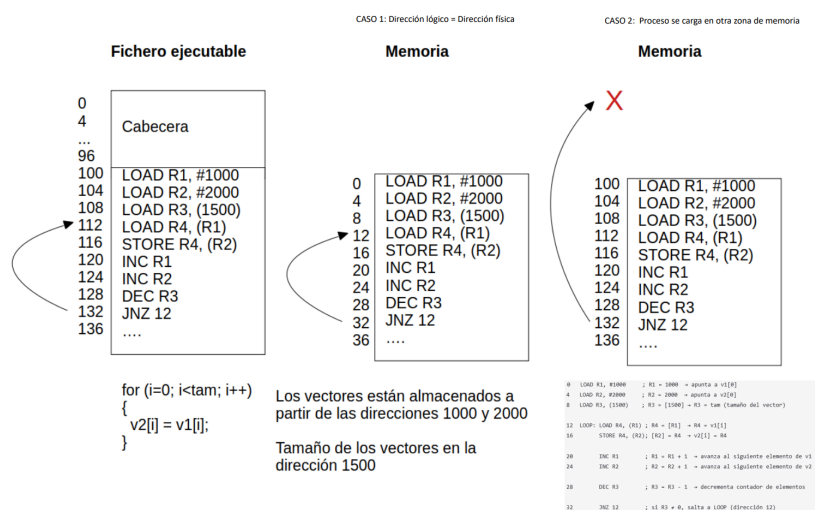 CASO 1: Dirección lógico = Dirección física
CASO 2: Proceso se carga en otra zona de memoria
Fichero ejecutable
Memoria
Memoria
0
4
...
96
Cabecera
X
100 LOAD R1, #1000
104 LOAD R2, #2000
108 LOAD R3, (1500)
112 LOAD R4, (R1)
116 STORE R4, (R2)
120 INC R1
124 INC R2
128 DEC R3
132 JNZ 12
136 ....
0 LOAD R1, #1000
4 LOAD R2, #2000
8 LOAD R3, (1500)
12 LOAD R4, (R1)
16 STORE R4, (R2)
20 INC R1
24 INC R2
28 DEC R3
32 JNZ 12
36 ....
100 LOAD R1, #1000
104 LOAD R2, #2000
108 LOAD R3, (1500)
112 LOAD R4, (R1)
116 STORE R4, (R2)
120 INC R1
124 INC R2
128 DEC R3
132 JNZ 12
136 ....
for (i=0; i<tam; i++)
{
v2[i] = v1[i];
}
Los vectores están almacenados a
partir de las direcciones 1000 y 2000
Tamaño de los vectores en la
dirección 1500
0 LOAD R1, #1000 ; R1 = 1000 → apunta a v1[0]
4 LOAD R2, #2000 ; R2 = 2000 → apunta a v2[0]
8 LOAD R3, (1500) ; R3 = [1500] → R3 = tam (tamaño del vector)
12 LOOP: LOAD R4, (R1) ; R4 = [R1] → R4 = v1[i]
16 STORE R4, (R2); [R2] = R4 → v2[i] = R4
20 INC R1 ; R1 = R1 + 1 → avanza al siguiente elemento de v1
24 INC R2 ; R2 = R2 + 1 → avanza al siguiente elemento de v2
28 DEC R3 ; R3 = R3 - 1 → decrementa contador de elementos
32 JNZ 12 ; si R3 ≠ 0, salta a LOOP (dirección 12)